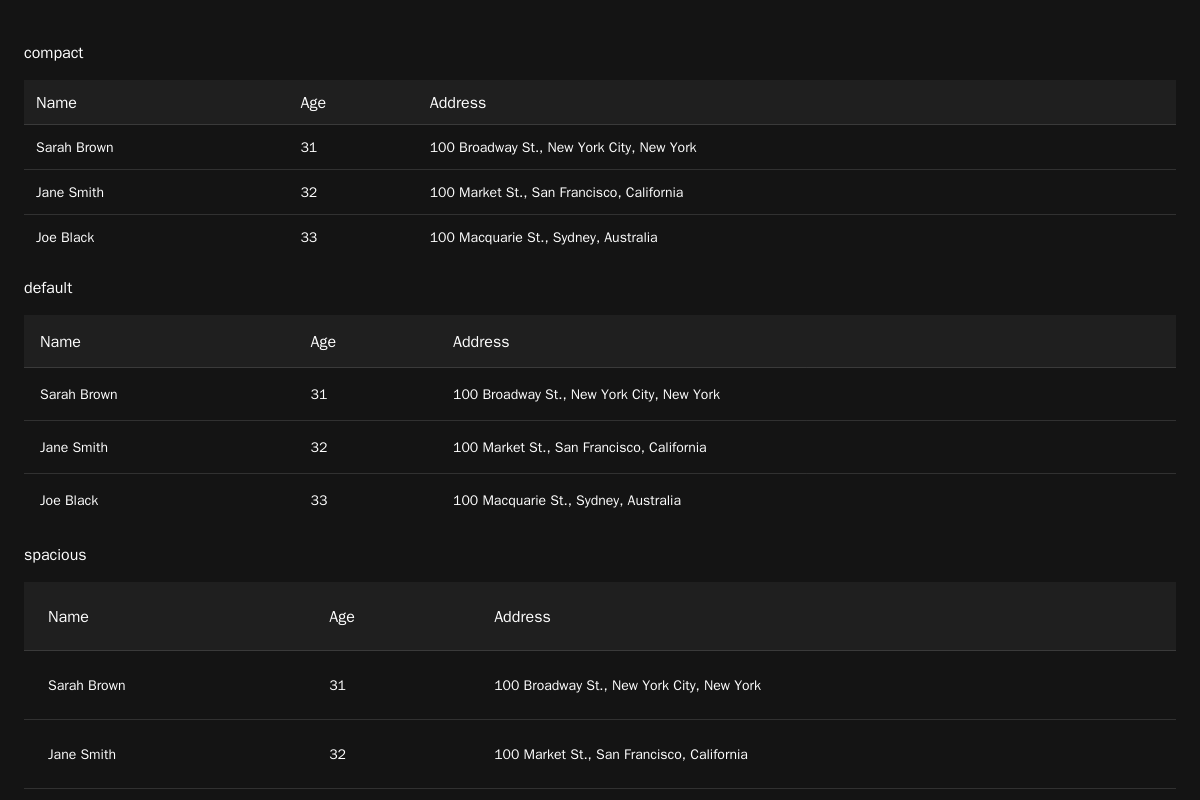 compact
Name Age Address
Sarah Brown 31 100 Broadway St., New York City, New York
Jane Smith 32 100 Market St., San Francisco, California
Joe Black 33 100 Macquarie St., Sydney, Australia
default
Name Age Address
Sarah Brown 31 100 Broadway St., New York City, New York
Jane Smith 32 100 Market St., San Francisco, California
Joe Black 33 100 Macquarie St., Sydney, Australia
spacious
Name Age Address
Sarah Brown 31 100 Broadway St., New York City, New York
Jane Smith 32 100 Market St., San Francisco, California